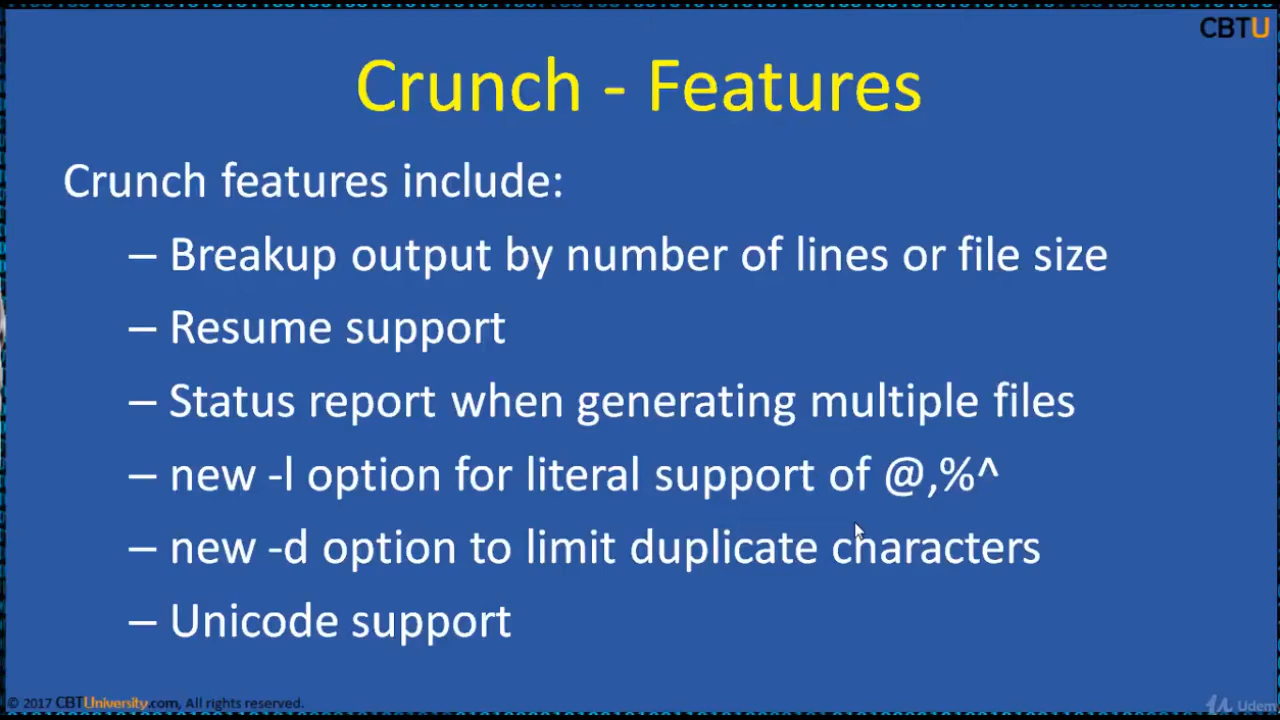 CBTU
Crunch - Features
Crunch features include:
– Breakup output by number of lines or file size
– Resume support
– Status report when generating multiple files
– new -l option for literal support of @,%^
– new -d option to limit duplicate characters
– Unicode support
© 2017 CBTUniversity.com, All rights reserved.